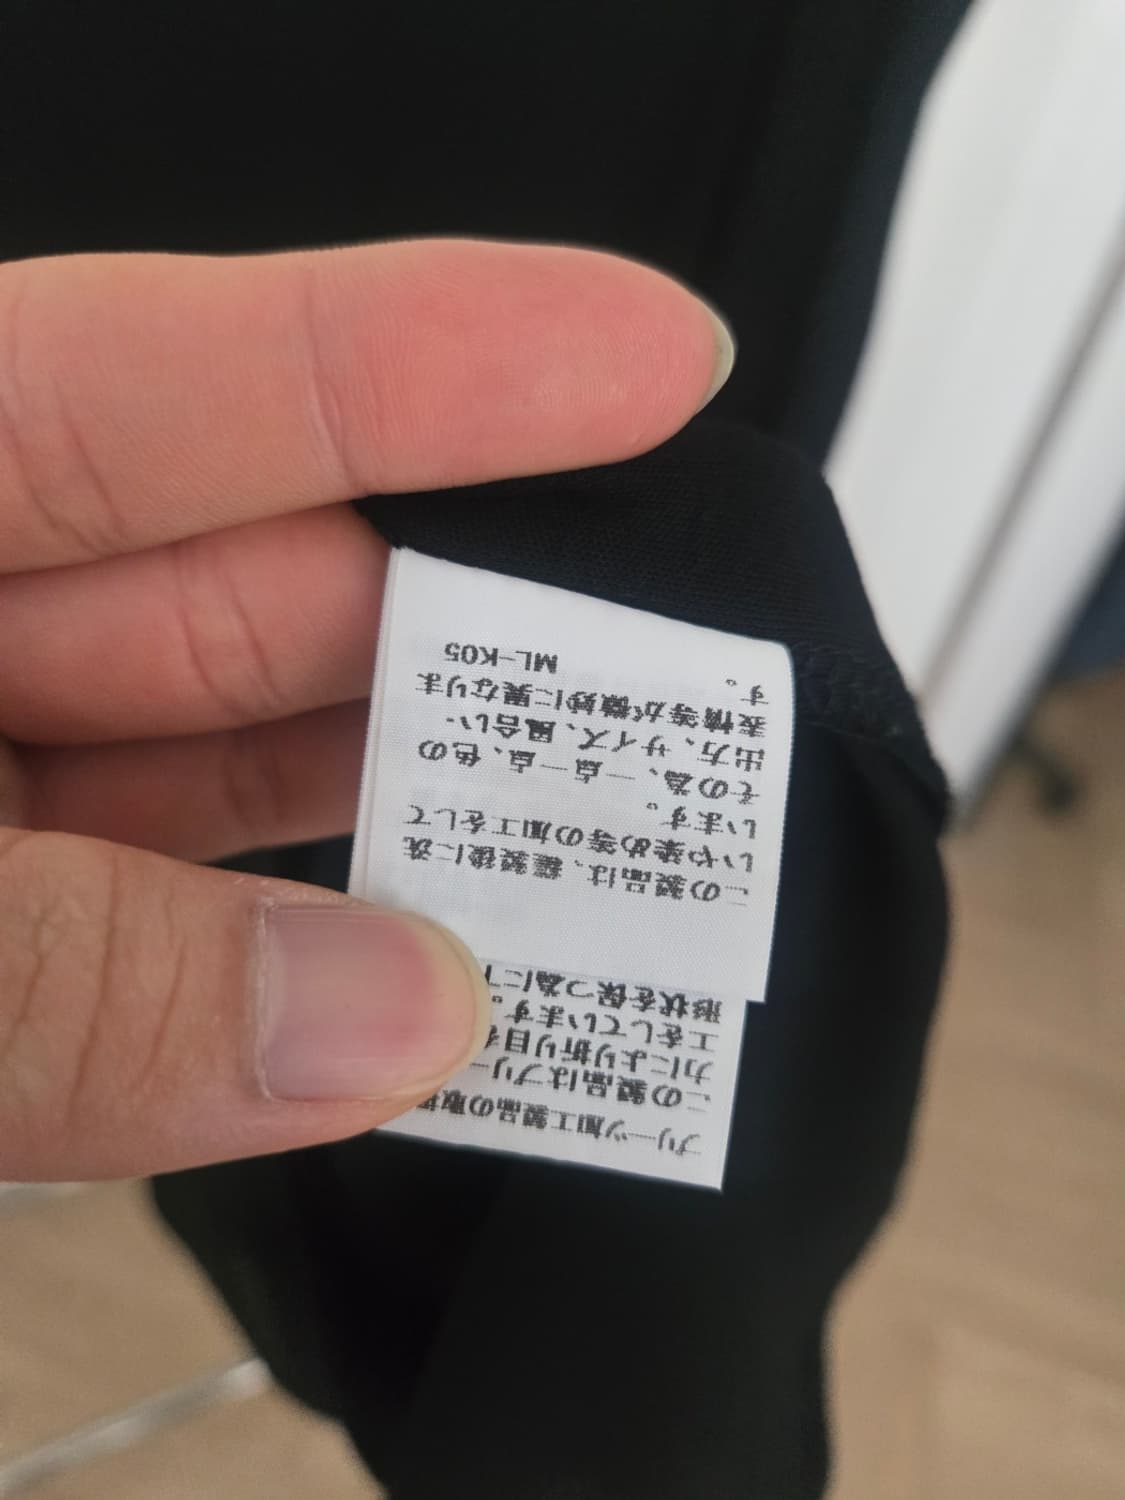 プリーツ加工製品の取
この製品はプリー
力により折り目を
工をしています。
形状を保つ為に
この製品は、縫製後に洗
いや染め等の加工をして
います。
その為、一点一点、色の
出方、サイズ、風合い
表情等が微妙に異なりま
す。
ML-K05